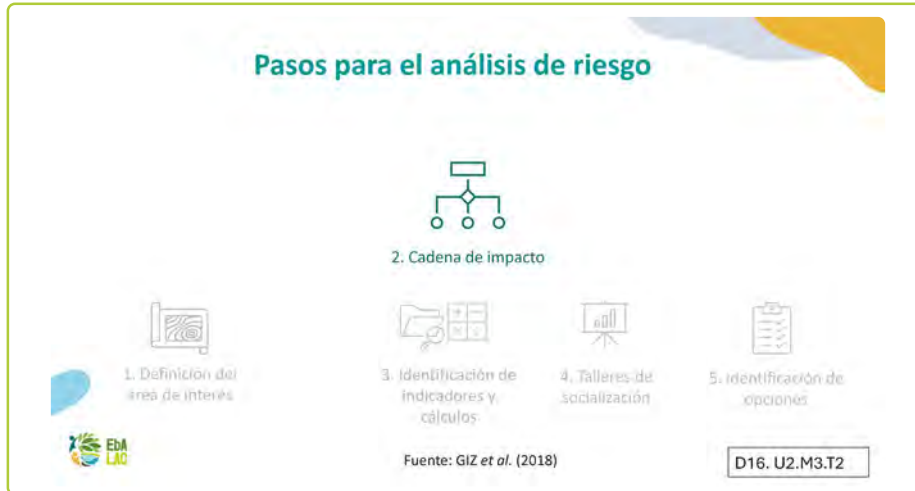 Pasos para el análisis de riesgo
2. Cadena de impacto
1. Definición del
área de interés
3. Identificación de
indicadores y
cálculos
4. Talleres de
socialización
5. Identificación de
opciones
EbA
LAC
Fuente: GIZ et al. (2018)
D16. U2.M3.T2